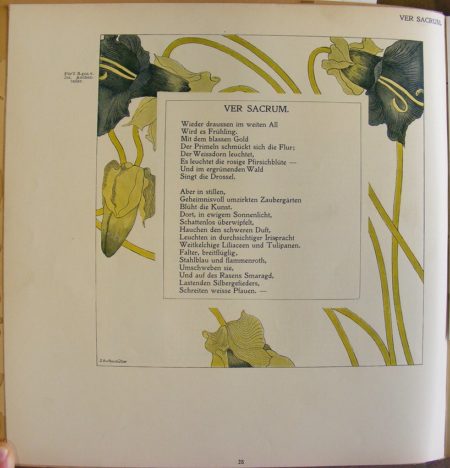 VER SACRUM.
VER SACRUM.
Wieder draussen im weiten All
Wird es Frühling.
Mit dem blassen Gold
Der Primeln schmückt sich die Flur;
Der Weissdorn leuchtet,
Es leuchtet die rosige Pfirsichblüte —
Und im ergrünenden Wald
Singt die Drossel.
Aber in stillen,
Geheimnisvoll umzirkten Zaubergärten
Blüht die Kunst.
Dort, in ewigem Sonnenlicht,
Schattenlos überwipfelt,
Hauchen den schweren Duft,
Leuchten in durchsichtiger Irispracht
Weitkelchige Liliaceen und Tulipanen.
Falter, breitflüglig,
Stahlblau und flammenroth,
Umschweben sie,
Und auf des Rasens Smaragd,
Lastenden Silbergefieders,
Schreiten weisse Pfauen. —